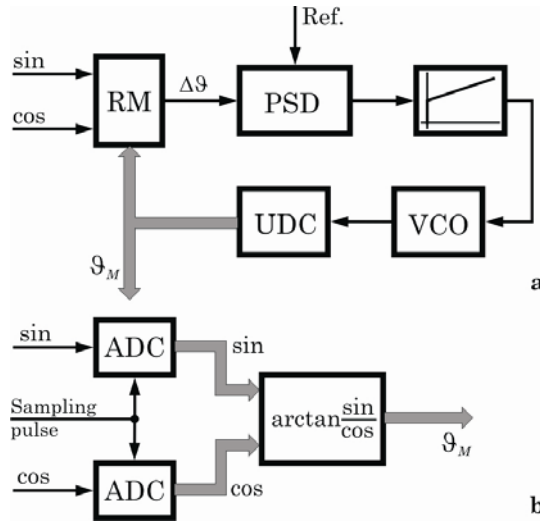 Ref.
sin
cos
RM
Δϑ
PSD
UDC
VCO
ϑM
a
sin
ADC
sin
Sampling
pulse
arctan sin/cos
ϑM
cos
ADC
cos
b